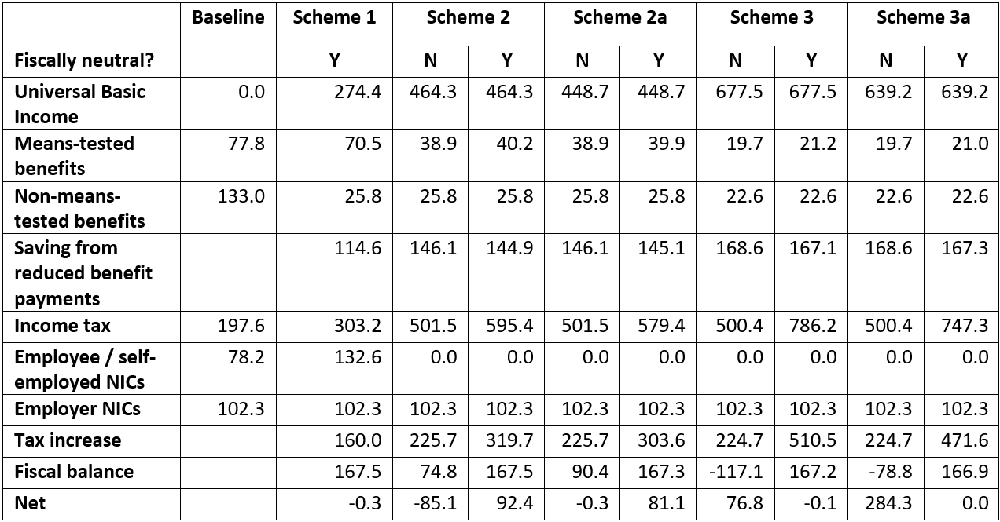 Baseline Scheme 1 Scheme 2 Scheme 2a Scheme 3 Scheme 3a
Fiscally neutral? Y N Y N Y N Y N Y
Universal Basic 0.0 274.4 464.3 464.3 448.7 448.7 677.5 677.5 639.2 639.2
Income
Means-tested 77.8 70.5 38.9 40.2 38.9 39.9 19.7 21.2 19.7 21.0
benefits
Non-means- 133.0 25.8 25.8 25.8 25.8 25.8 22.6 22.6 22.6 22.6
tested benefits
Saving from 114.6 146.1 144.9 146.1 145.1 168.6 167.1 168.6 167.3
reduced benefit
payments
Income tax 197.6 303.2 501.5 595.4 501.5 579.4 500.4 786.2 500.4 747.3
Employee / self- 78.2 132.6 0.0 0.0 0.0 0.0 0.0 0.0 0.0 0.0
employed NICs
Employer NICs 102.3 102.3 102.3 102.3 102.3 102.3 102.3 102.3 102.3 102.3
Tax increase 160.0 225.7 319.7 225.7 303.6 224.7 510.5 224.7 471.6
Fiscal balance 167.5 74.8 167.5 90.4 167.3 -117.1 167.2 -78.8 166.9
Net -0.3 -85.1 92.4 -0.3 81.1 76.8 -0.1 284.3 0.0